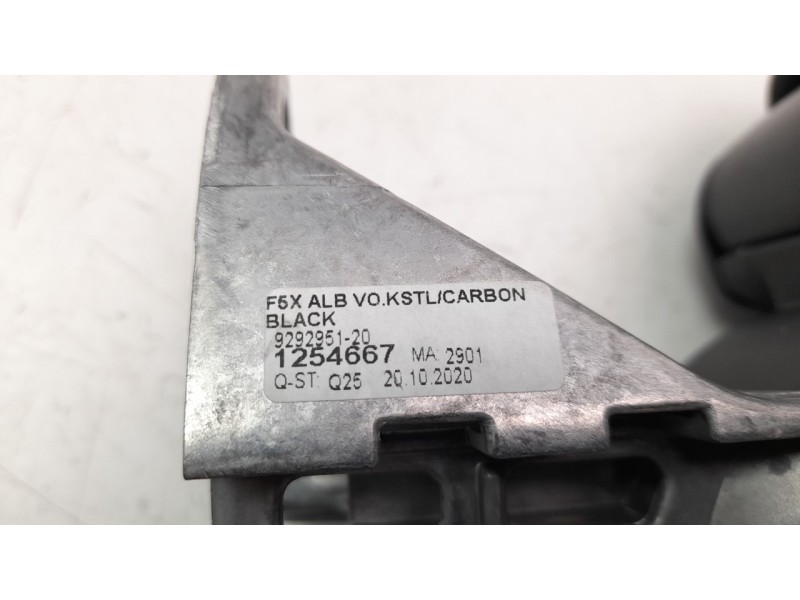 F5X ALB VO.KSTL/CARBON
BLACK
9292951-20
1254667 MA: 2901
Q-ST: Q25 20.10.2020